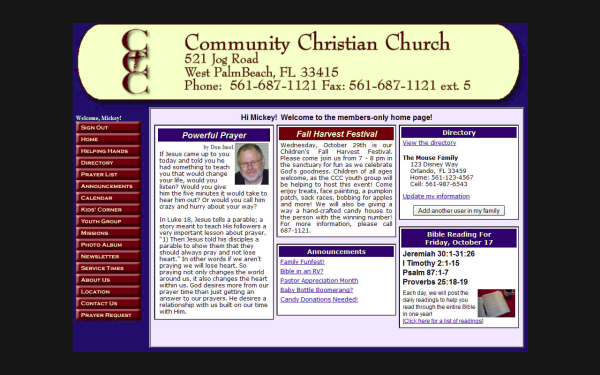 CCC
Community Christian Church
521 Jog Road
West PalmBeach, FL 33415
Phone: 561-687-1121 Fax: 561-687-1121 ext. 5
Welcome, Mickey!
Sign Out
Home
Helping Hands
Directory
Prayer List
Announcements
Calendar
Kids' Corner
Youth Group
Missions
Photo Album
Newsletter
Service Times
About Us
Location
Contact Us
Prayer Request
Hi Mickey! Welcome to the members-only home page!
Powerful Prayer
by Don Insel
If Jesus came up to you
today and told you he
had something to teach
you that would change
your life, would you
listen? Would you give
him the five minutes it would take to
hear him out? Or would you call him
crazy and hurry about your way?
In Luke 18, Jesus tells a parable; a
story meant to teach His followers a
very important lesson about prayer.
"1) Then Jesus told his disciples a
parable to show them that they
should always pray and not lose
heart." In other words if we aren't
praying we will lose heart. So
praying not only changes the world
around us, it also changes the heart
within us. God desires more from our
prayer time than just getting an
answer to our prayers. He desires a
relationship with us built on our time
with Him.
Fall Harvest Festival
Wednesday, October 29th is our
Children's Fall Harvest Festival.
Please come join us from 7 - 8 pm in
the sanctuary for fun as we celebrate
God's goodness. Children of all ages
welcome, as the CCC youth group will
be helping to host this event! Come
enjoy treats, face painting, a pumpkin
patch, sack races, bobbing for apples
and more! We will also be giving a
way a hand-crafted candy house to
the person with the winning number!
For more information, please call
687-1121.
Announcements
Family Funfest!
Bible in an RV?
Pastor Appreciation Month
Baby Bottle Boomerang?
Candy Donations Needed!
Directory
View the directory
The Mouse Family
123 Disney Way
Orlando, FL 33459
Home: 561-123-4567
Cell: 561-987-6543
Update my information
Add another user in my family
Bible Reading For
Friday, October 17
Jeremiah 30:1-31:26
I Timothy 2:1-15
Psalm 87:1-7
Proverbs 25:18-19
Each day, we will post the
daily readings to help you
read through the entire Bible
in one year!
(Click here for a list of readings!